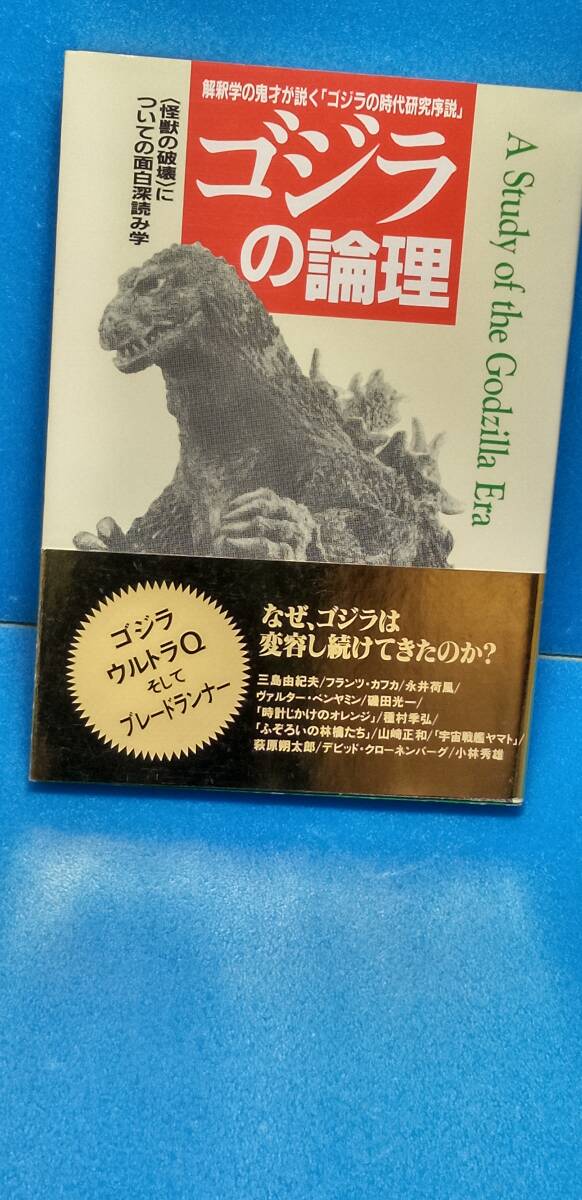 解釈学の鬼才が説く「ゴジラの時代研究序説」
ゴジラ
の論理
〈怪獣の破壊〉に
ついての面白深読み学
A Study of the Godzilla Era
ゴジラ
ウルトラQ
そして
ブレードランナー
なぜ、ゴジラは
変容し続けてきたのか?
三島由紀夫/フランツ・カフカ/永井荷風/
ヴァルター・ベンヤミン/磯田光一/
「時計じかけのオレンジ」/種村季弘/
「ふぞろいの林檎たち」/山崎正和/「宇宙戦艦ヤマト」/
萩原朔太郎/デビッド・クローネンバーグ/小林秀雄